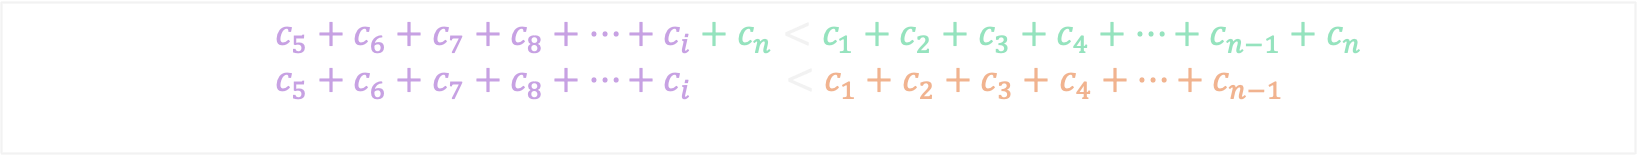 c₅ + c₆ + c₇ + c₈ + ⋯ + cᵢ + cₙ < c₁ + c₂ + c₃ + c₄ + ⋯ + cₙ₋₁ + cₙ
c₅ + c₆ + c₇ + c₈ + ⋯ + cᵢ < c₁ + c₂ + c₃ + c₄ + ⋯ + cₙ₋₁